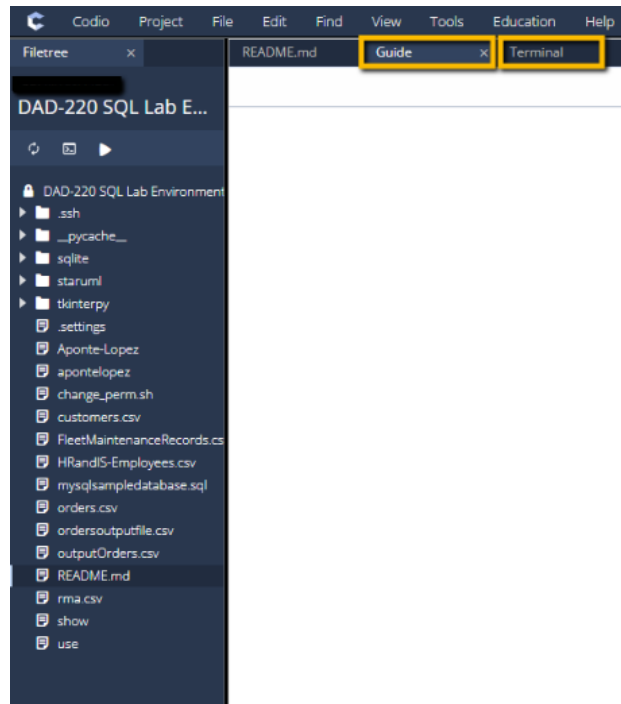 Codio Project File Edit Find View Tools Education Help
Filetree × README.md Guide × Terminal
DAD-220 SQL Lab E...
DAD-220 SQL Lab Environment
.ssh
__pycache__
sqlite
staruml
tkinterpy
.settings
Aponte-Lopez
apontelopez
change_perm.sh
customers.csv
FleetMaintenanceRecords.cs
HRandIS-Employees.csv
mysqlsampledatabase.sql
orders.csv
ordersoutputfile.csv
outputOrders.csv
README.md
rma.csv
show
use